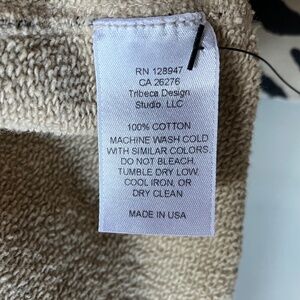 RN 128947
CA 26276
Tribeca Design
Studio, LLC
100% COTTON
MACHINE WASH COLD
WITH SIMILAR COLORS.
DO NOT BLEACH,
TUMBLE DRY LOW,
COOL IRON, OR
DRY CLEAN
MADE IN USA